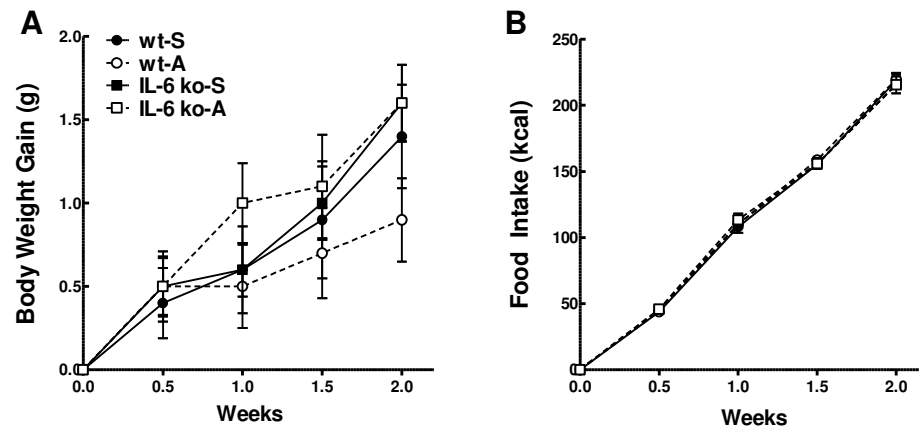 A
B
wt-S
wt-A
IL-6 ko-S
IL-6 ko-A
Body Weight Gain (g)
2.0
1.5
1.0
0.5
0.0
0.0 0.5 1.0 1.5 2.0
Weeks
Food Intake (kcal)
250
200
150
100
50
0
0.0 0.5 1.0 1.5 2.0
Weeks